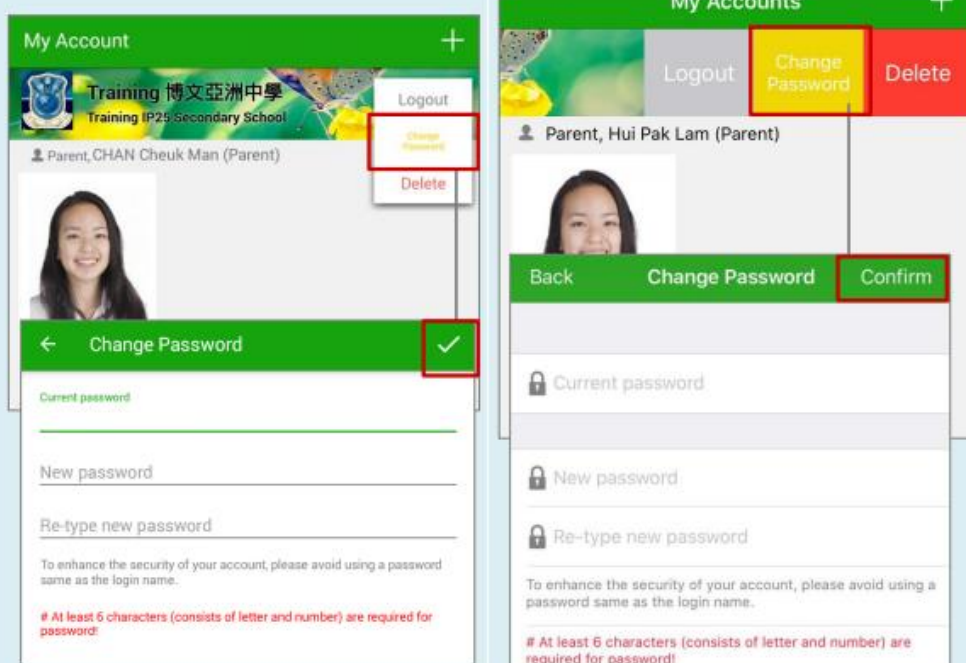 My Account
Training 博文亞洲中學
Training IP25 Secondary School
Logout
Change
Password
Delete
Parent, CHAN Cheuk Man (Parent)
Change Password
Current password
New password
Re-type new password
To enhance the security of your account, please avoid using a password
same as the login name.
# At least 6 characters (consists of letter and number) are required for
password!
My Accounts
Logout
Change
Password
Delete
Parent, Hui Pak Lam (Parent)
Back
Change Password
Confirm
Current password
New password
Re-type new password
To enhance the security of your account, please avoid using a
password same as the login name.
# At least 6 characters (consists of letter and number) are
required for password!